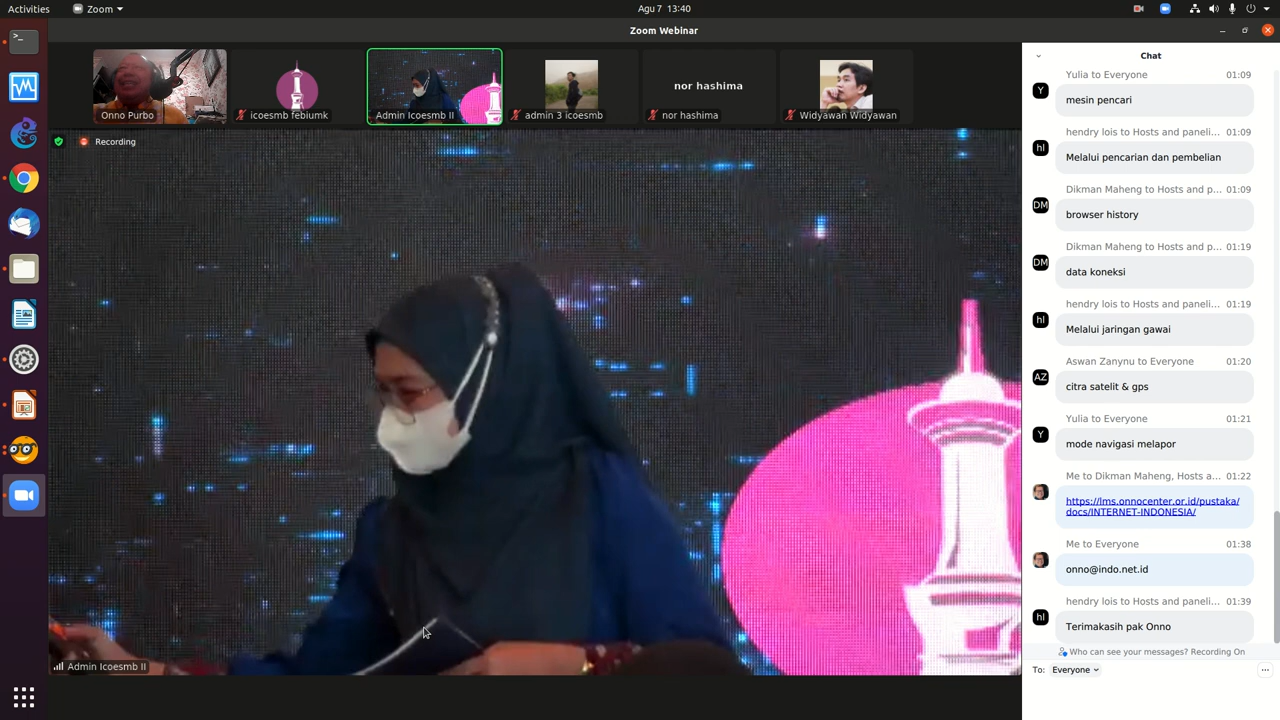 Activities
Zoom
Agu 7 13:40
Zoom Webinar
Onno Purbo
icoesmb febiumk
Admin Icoesmb II
admin 3 icoesmb
nor hashima
nor hashima
Widyawan Widyawan
Recording
Admin Icoesmb II
Chat
Yulia to Everyone 01:09
Y
mesin pencari
hendry lois to Hosts and paneli... 01:09
hl
Melalui pencarian dan pembelian
Dikman Maheng to Hosts and p... 01:09
DM
browser history
Dikman Maheng to Hosts and p... 01:19
DM
data koneksi
hendry lois to Hosts and paneli... 01:19
hl
Melalui jaringan gawai
Aswan Zanynu to Everyone 01:20
AZ
citra satelit & gps
Yulia to Everyone 01:21
Y
mode navigasi melapor
Me to Dikman Maheng, Hosts a... 01:22
https://lms.onnocenter.or.id/pustaka/
docs/INTERNET-INDONESIA/
Me to Everyone 01:38
onno@indo.net.id
hendry lois to Hosts and paneli... 01:39
hl
Terimakasih pak Onno
Who can see your messages? Recording On
To: Everyone